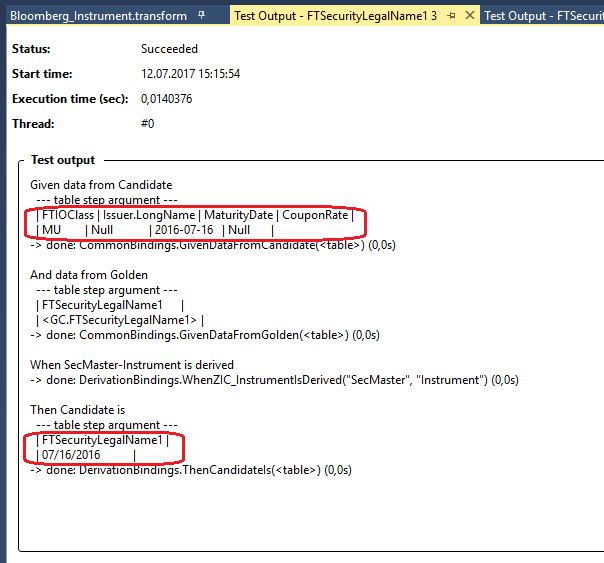 Bloomberg_Instrument.transform
Test Output - FTSecurityLegalName1 3
Test Output - FTSecuri
Status: Succeeded
Start time: 12.07.2017 15:15:54
Execution time (sec): 0,0140376
Thread: #0
Test output
Given data from Candidate
--- table step argument ---
| FTIOClass | Issuer.LongName | MaturityDate | CouponRate |
| MU | Null | 2016-07-16 | Null |
-> done: CommonBindings.GivenDataFromCandidate(<table>) (0,0s)
And data from Golden
--- table step argument ---
| FTSecurityLegalName1 |
| <GC.FTSecurityLegalName1> |
-> done: CommonBindings.GivenDataFromGolden(<table>) (0,0s)
When SecMaster-Instrument is derived
-> done: DerivationBindings.WhenZIC_InstrumentIsDerived("SecMaster", "Instrument") (0,0s)
Then Candidate is
--- table step argument ---
| FTSecurityLegalName1 |
| 07/16/2016 |
-> done: DerivationBindings.ThenCandidateIs(<table>) (0,0s)